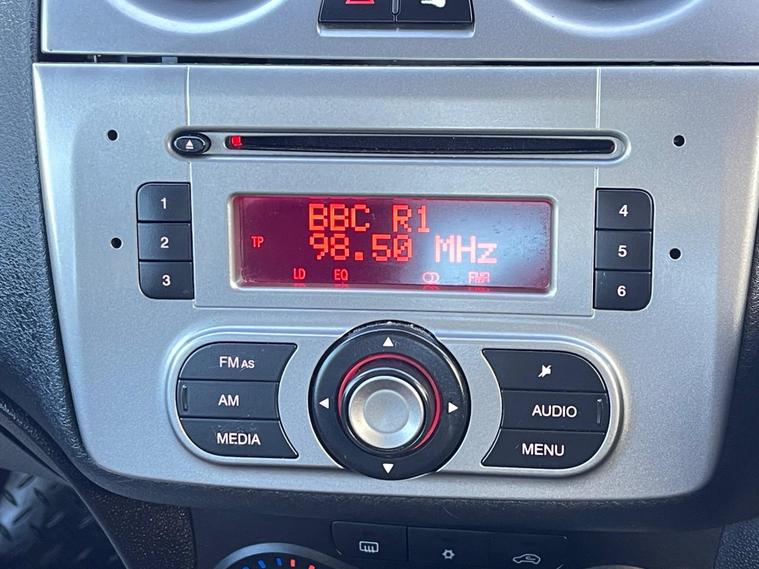 1
2
3
4
5
6
BBC R1
TP
98.50 MHz
LD EQ FMA
FM AS
AM
MEDIA
AUDIO
MENU